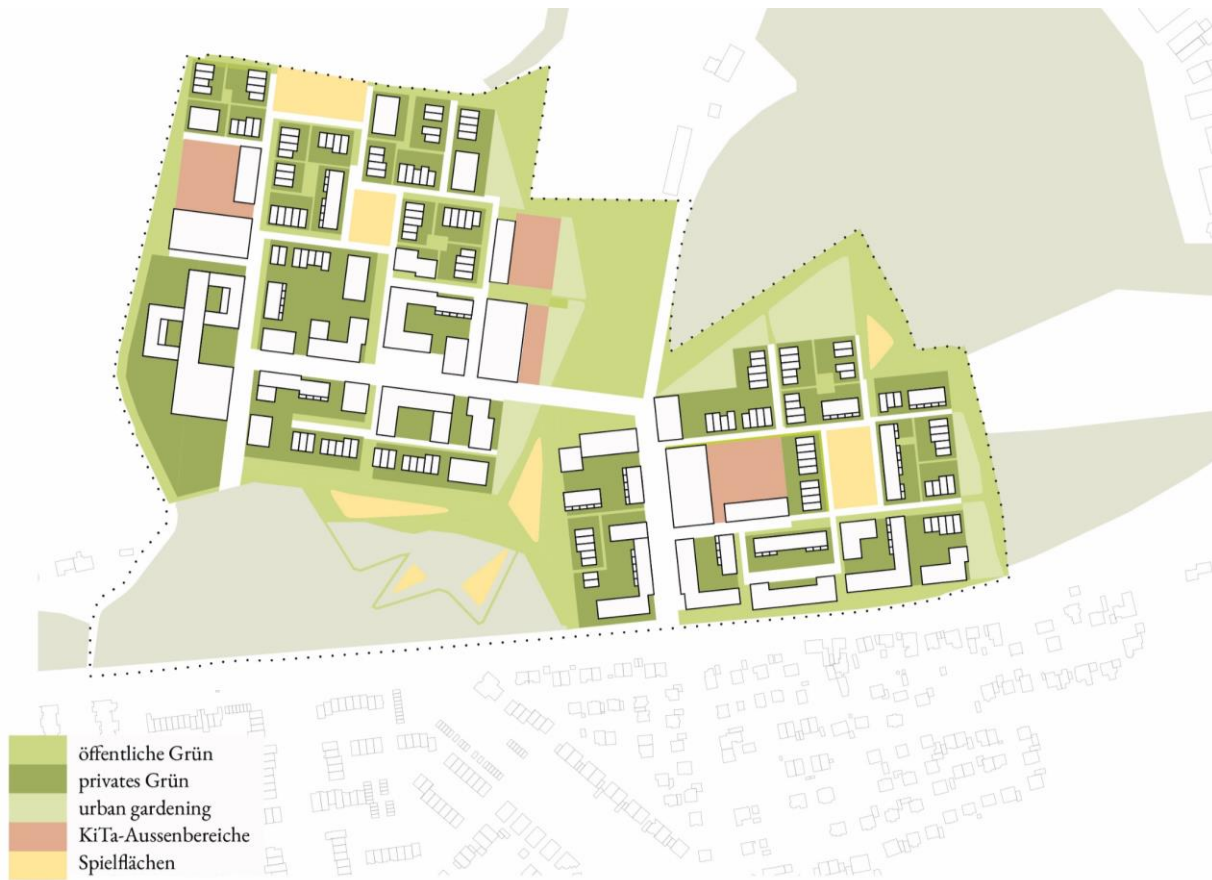 öffentliche Grün
privates Grün
urban gardening
KiTa-Aussenbereiche
Spielflächen